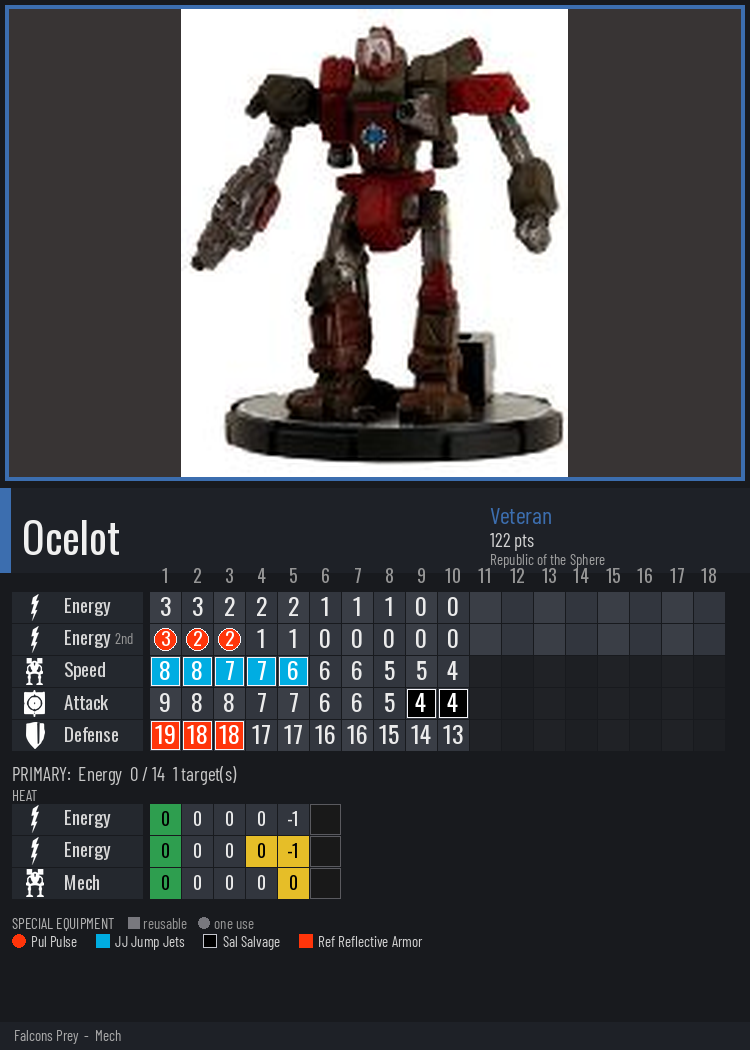 Ocelot
Veteran
122 pts
Republic of the Sphere
1 2 3 4 5 6 7 8 9 10 11 12 13 14 15 16 17 18
Energy 3 3 2 2 2 1 1 1 0 0
Energy 2nd 3 2 2 1 1 0 0 0 0 0
Speed 8 8 7 7 6 6 6 5 5 4
Attack 9 8 8 7 7 6 6 5 4 4
Defense 19 18 18 17 17 16 16 15 14 13
PRIMARY: Energy 0 / 14 1 target(s)
HEAT
Energy 0 0 0 0 -1
Energy 0 0 0 0 -1
Mech 0 0 0 0 0
SPECIAL EQUIPMENT reusable one use
Pul Pulse JJ Jump Jets Sal Salvage Ref Reflective Armor
Falcons Prey - Mech